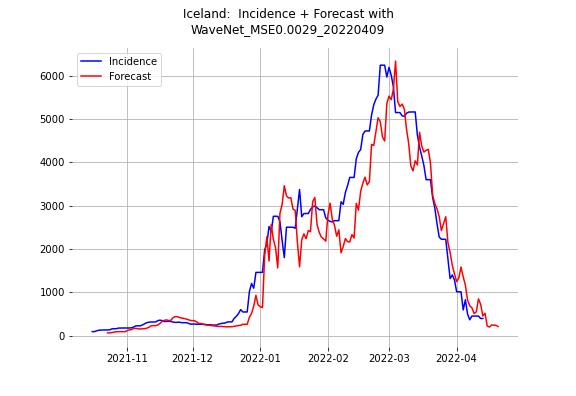 Iceland:  Incidence + Forecast with
WaveNet_MSE0.0029_20220409
Incidence
Forecast
6000
5000
4000
3000
2000
1000
0
2021-11 2021-12 2022-01 2022-02 2022-03 2022-04